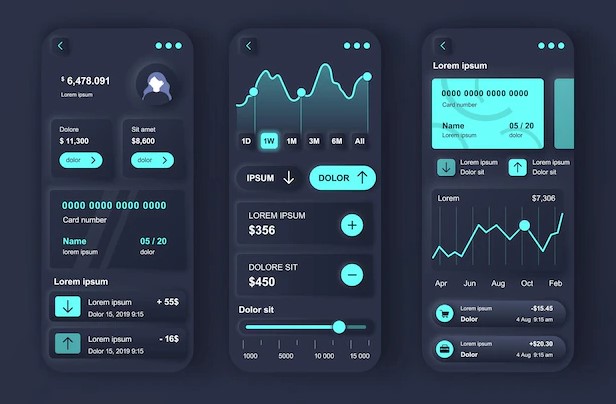 $ 6,478.091
Lorem ipsum
Dolore
$ 11,300
dolor
Sit amet
$8,600
dolor
0000 0000 0000 0000
Card number
Name
lorem ipsum
05 / 20
dolor
Lorem ipsum
Lorem ipsum
Dolor 15, 2019 9:15
+ 55$
Lorem ipsum
Dolor 15, 2019 9:15
- 16$
1D 1W 1M 3M 6M All
IPSUM
DOLOR
LOREM IPSUM
$356
DOLORE SIT
$450
Dolor sit
1000 5000 10 000 15 000
Lorem ipsum
0000 0000 0000 0000
Card number
Name
Lorem ipsum
05 / 20
dolor
Lorem ipsum
Dolor sit
Lorem ipsum
Dolor sit
Lorem
$7,306
Apr Jun Aug Oct Feb
Lorem ipsum
Dolor
-$15.45
4 Aug 9:15 am
Lorem ipsum
Dolor
+$20.30
4 Aug 9:15 am